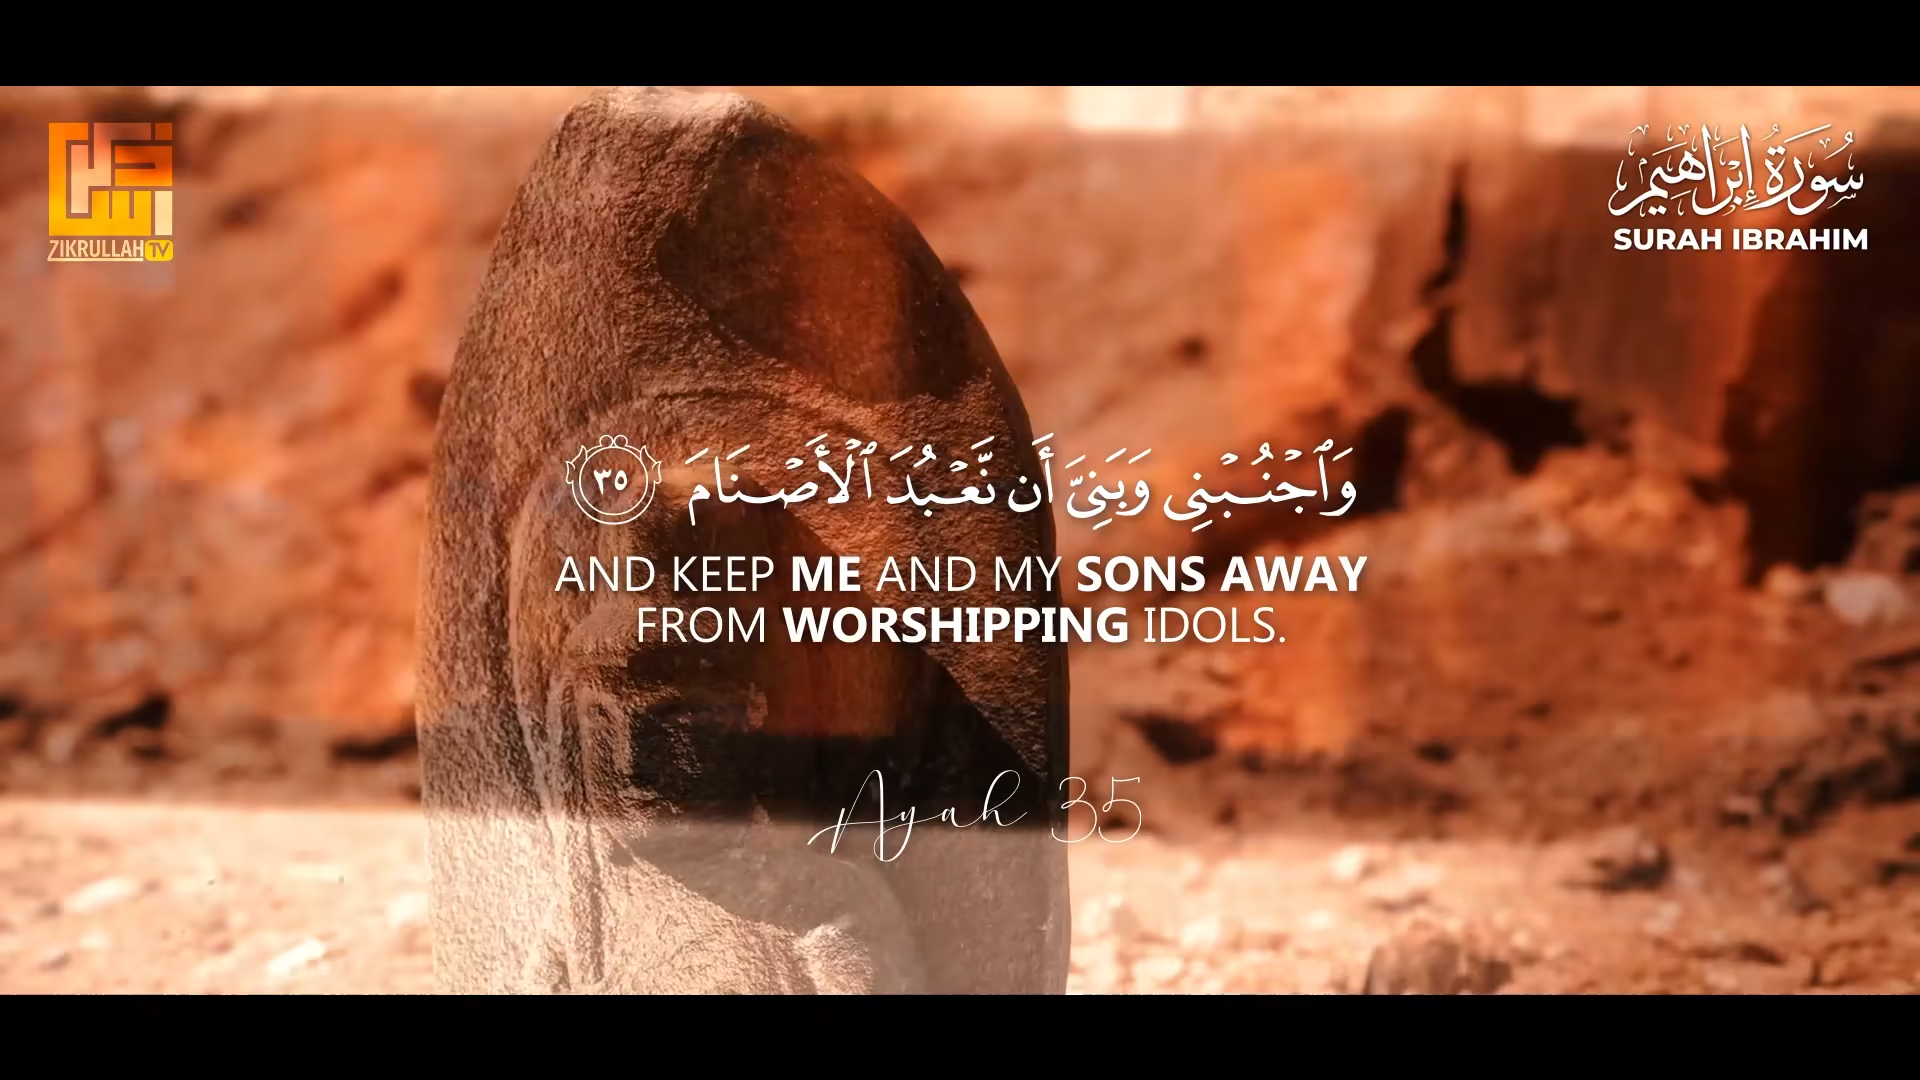 ZIKRULLAH TV
سُورَةُ إِبْرَاهِيم
SURAH IBRAHIM
وَٱجْنُبْنِى وَبَنِىَّ أَن نَّعْبُدَ ٱلْأَصْنَامَ ٣٥
AND KEEP ME AND MY SONS AWAY
FROM WORSHIPPING IDOLS.
Ayah 35